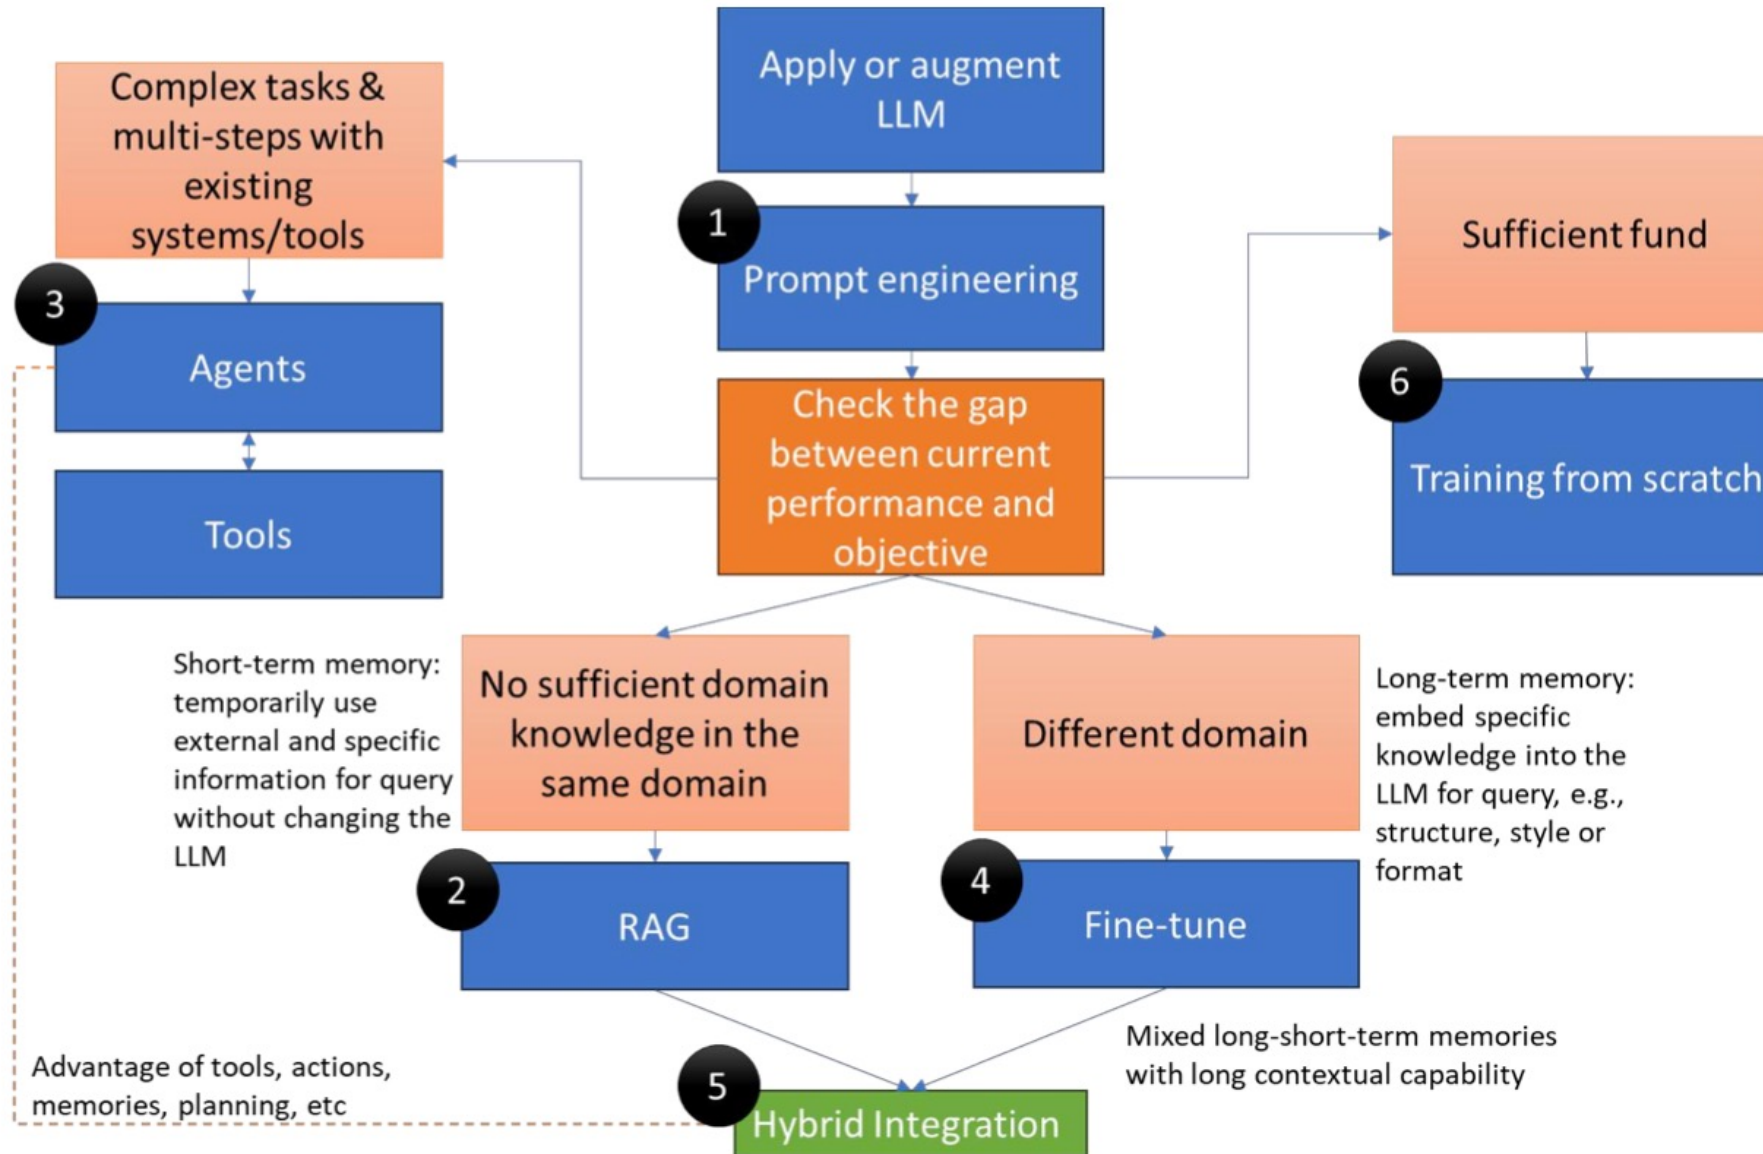 Apply or augment
LLM
1
Prompt engineering
Check the gap
between current
performance and
objective
Complex tasks &
multi-steps with
existing
systems/tools
3
Agents
Tools
Sufficient fund
6
Training from scratch
Short-term memory:
temporarily use
external and specific
information for query
without changing the
LLM
No sufficient domain
knowledge in the
same domain
2
RAG
Different domain
4
Fine-tune
Long-term memory:
embed specific
knowledge into the
LLM for query, e.g.,
structure, style or
format
Mixed long-short-term memories
with long contextual capability
Advantage of tools, actions,
memories, planning, etc
5
Hybrid Integration